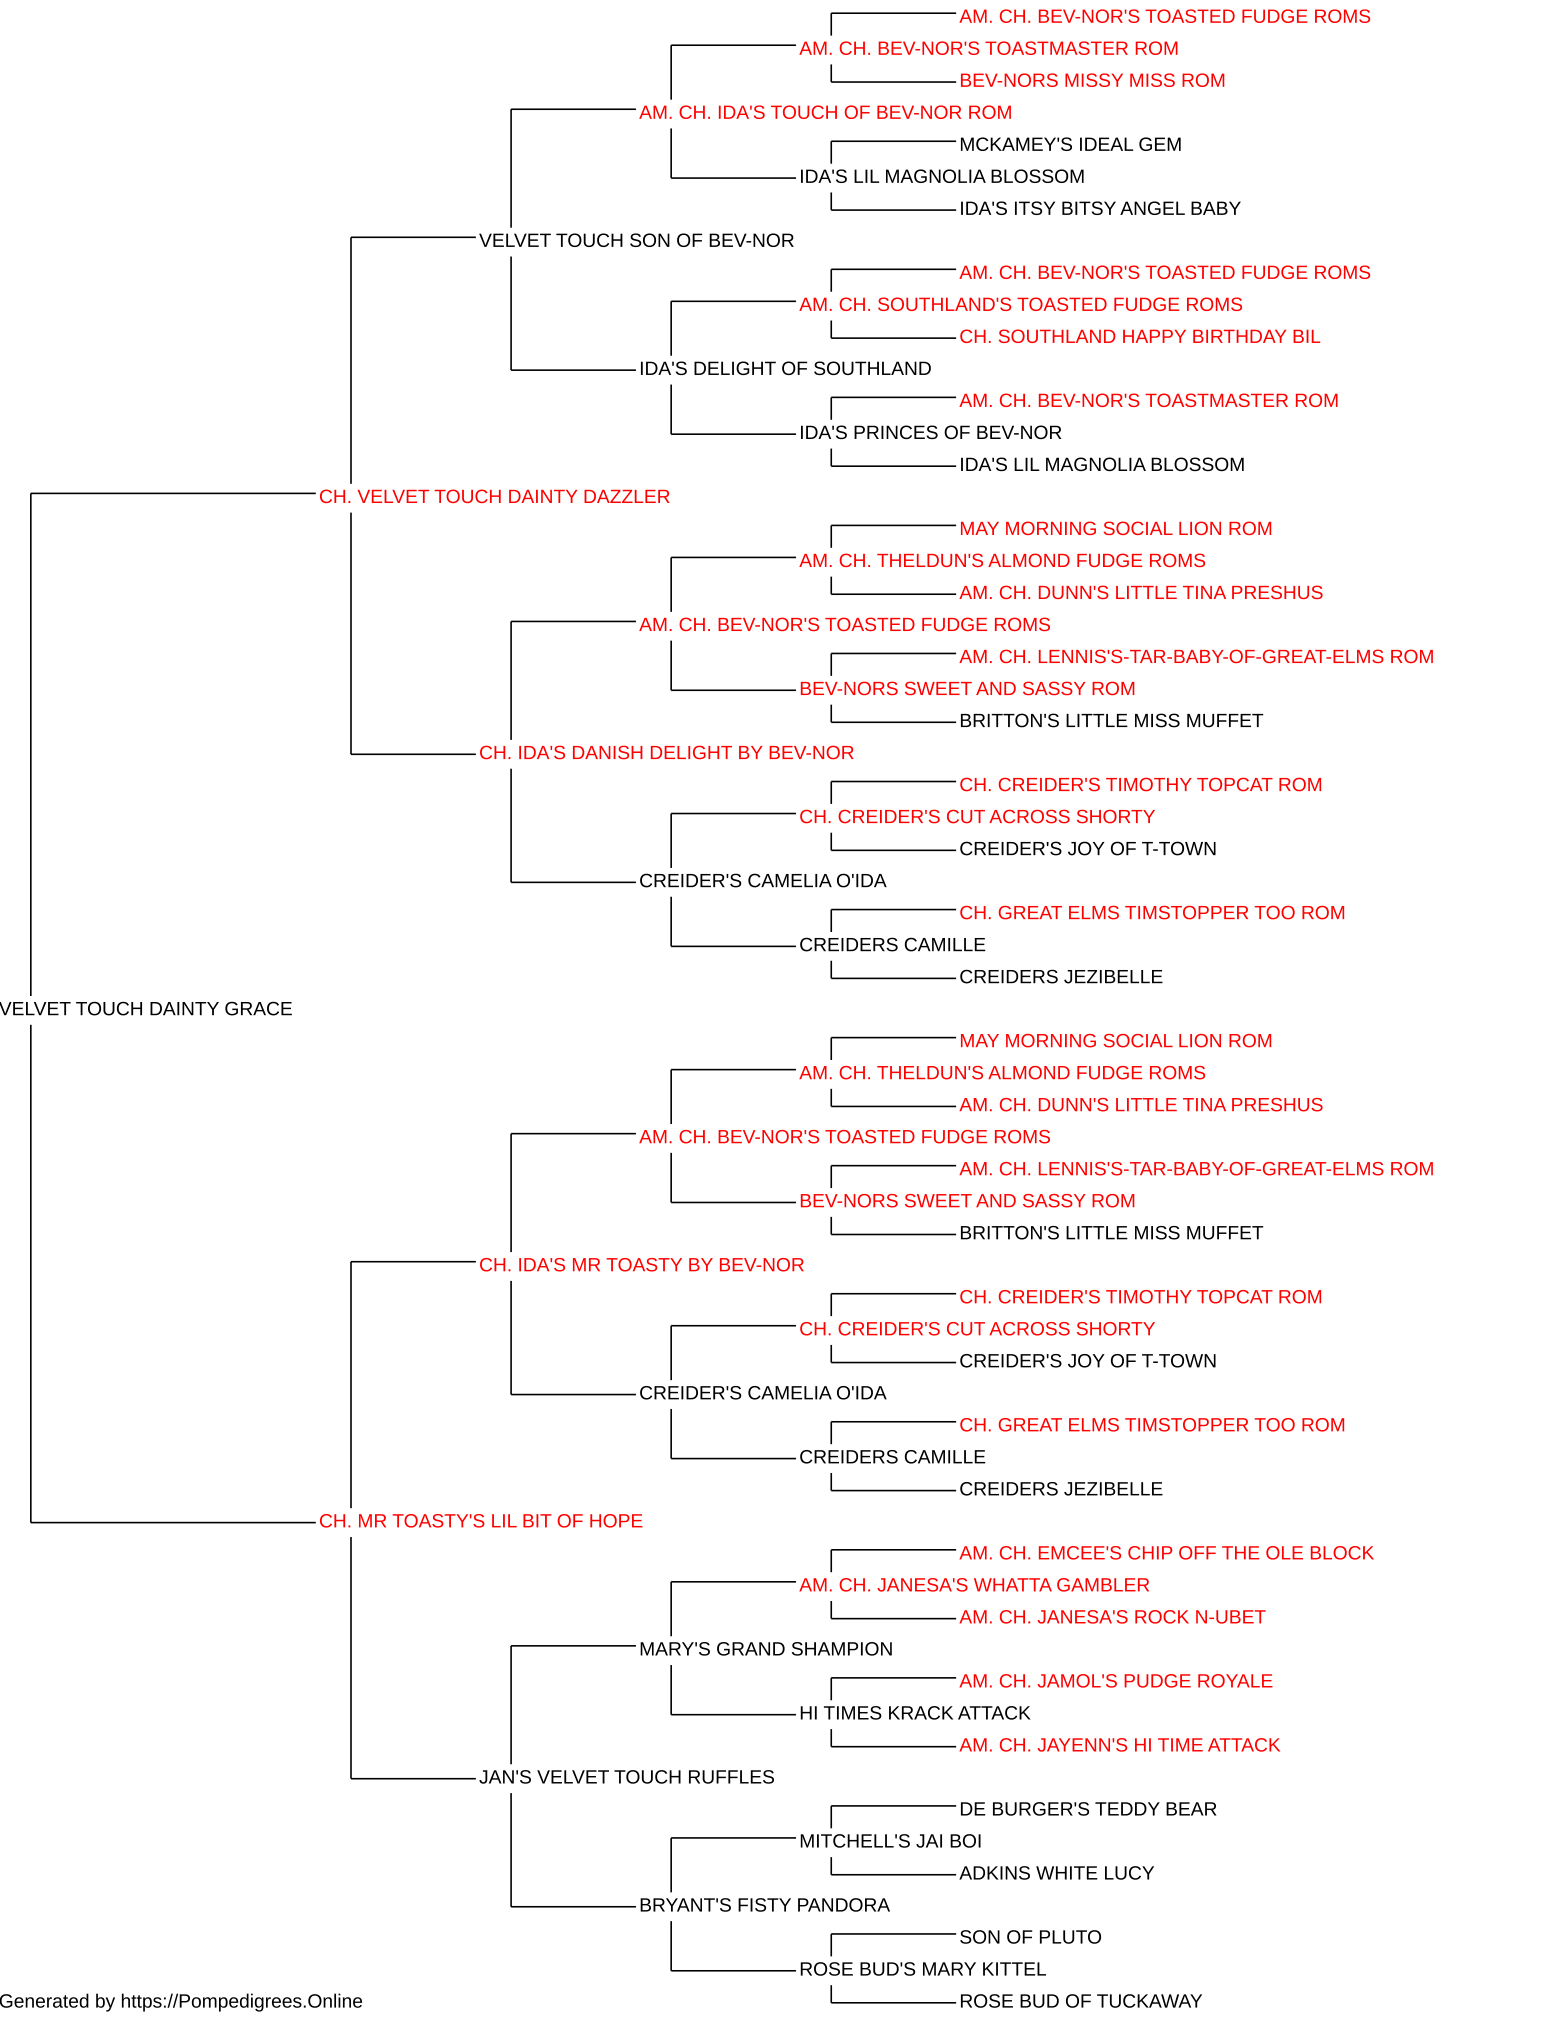 AM. CH. BEV-NOR'S TOASTED FUDGE ROMS
AM. CH. BEV-NOR'S TOASTMASTER ROM
BEV-NORS MISSY MISS ROM
AM. CH. IDA'S TOUCH OF BEV-NOR ROM
MCKAMEY'S IDEAL GEM
IDA'S LIL MAGNOLIA BLOSSOM
IDA'S ITSY BITSY ANGEL BABY
VELVET TOUCH SON OF BEV-NOR
AM. CH. BEV-NOR'S TOASTED FUDGE ROMS
AM. CH. SOUTHLAND'S TOASTED FUDGE ROMS
CH. SOUTHLAND HAPPY BIRTHDAY BIL
IDA'S DELIGHT OF SOUTHLAND
AM. CH. BEV-NOR'S TOASTMASTER ROM
IDA'S PRINCES OF BEV-NOR
IDA'S LIL MAGNOLIA BLOSSOM
CH. VELVET TOUCH DAINTY DAZZLER
MAY MORNING SOCIAL LION ROM
AM. CH. THELDUN'S ALMOND FUDGE ROMS
AM. CH. DUNN'S LITTLE TINA PRESHUS
AM. CH. BEV-NOR'S TOASTED FUDGE ROMS
AM. CH. LENNIS'S-TAR-BABY-OF-GREAT-ELMS ROM
BEV-NORS SWEET AND SASSY ROM
BRITTON'S LITTLE MISS MUFFET
CH. IDA'S DANISH DELIGHT BY BEV-NOR
CH. CREIDER'S TIMOTHY TOPCAT ROM
CH. CREIDER'S CUT ACROSS SHORTY
CREIDER'S JOY OF T-TOWN
CREIDER'S CAMELIA O'IDA
CH. GREAT ELMS TIMSTOPPER TOO ROM
CREIDERS CAMILLE
CREIDERS JEZIBELLE
VELVET TOUCH DAINTY GRACE
MAY MORNING SOCIAL LION ROM
AM. CH. THELDUN'S ALMOND FUDGE ROMS
AM. CH. DUNN'S LITTLE TINA PRESHUS
AM. CH. BEV-NOR'S TOASTED FUDGE ROMS
AM. CH. LENNIS'S-TAR-BABY-OF-GREAT-ELMS ROM
BEV-NORS SWEET AND SASSY ROM
BRITTON'S LITTLE MISS MUFFET
CH. IDA'S MR TOASTY BY BEV-NOR
CH. CREIDER'S TIMOTHY TOPCAT ROM
CH. CREIDER'S CUT ACROSS SHORTY
CREIDER'S JOY OF T-TOWN
CREIDER'S CAMELIA O'IDA
CH. GREAT ELMS TIMSTOPPER TOO ROM
CREIDERS CAMILLE
CREIDERS JEZIBELLE
CH. MR TOASTY'S LIL BIT OF HOPE
AM. CH. EMCEE'S CHIP OFF THE OLE BLOCK
AM. CH. JANESA'S WHATTA GAMBLER
AM. CH. JANESA'S ROCK N-UBET
MARY'S GRAND SHAMPION
AM. CH. JAMOL'S PUDGE ROYALE
HI TIMES KRACK ATTACK
AM. CH. JAYENN'S HI TIME ATTACK
JAN'S VELVET TOUCH RUFFLES
DE BURGER'S TEDDY BEAR
MITCHELL'S JAI BOI
ADKINS WHITE LUCY
BRYANT'S FISTY PANDORA
SON OF PLUTO
ROSE BUD'S MARY KITTEL
ROSE BUD OF TUCKAWAY
Generated by https://Pompedigrees.Online